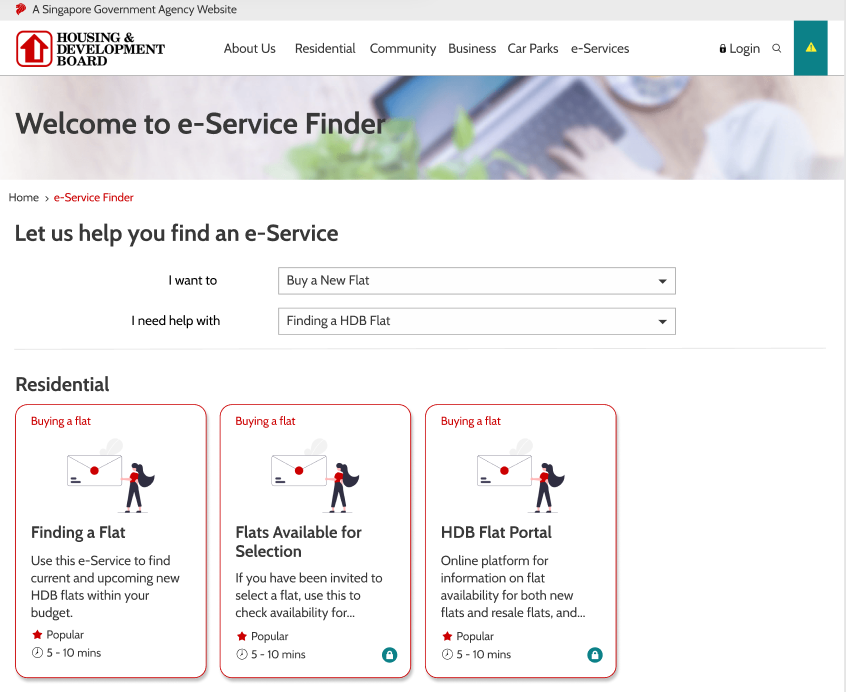 A Singapore Government Agency Website
HOUSING &
DEVELOPMENT
BOARD
About Us Residential Community Business Car Parks e-Services Login
Welcome to e-Service Finder
Home › e-Service Finder
Let us help you find an e-Service
I want to Buy a New Flat
I need help with Finding a HDB Flat
Residential
Buying a flat
Finding a Flat
Use this e-Service to find
current and upcoming new
HDB flats within your
budget.
Popular
5 - 10 mins
Buying a flat
Flats Available for
Selection
If you have been invited to
select a flat, use this to
check availability for...
Popular
5 - 10 mins
Buying a flat
HDB Flat Portal
Online platform for
information on flat
availability for both new
flats and resale flats, and...
Popular
5 - 10 mins